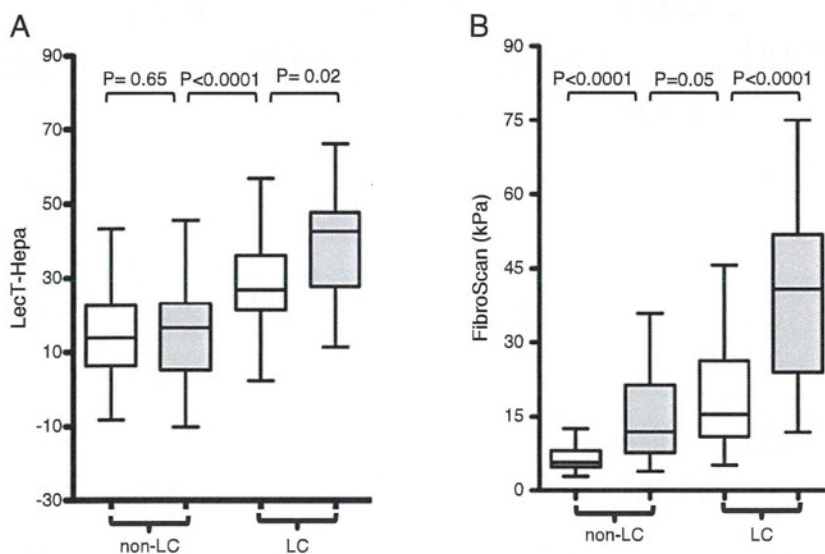 A
LecT-Hepa
90
70
50
30
10
-10
-30
P= 0.65 P<0.0001 P= 0.02
non-LC LC
B
FibroScan (kPa)
90
75
60
45
30
15
0
P<0.0001 P=0.05 P<0.0001
non-LC LC